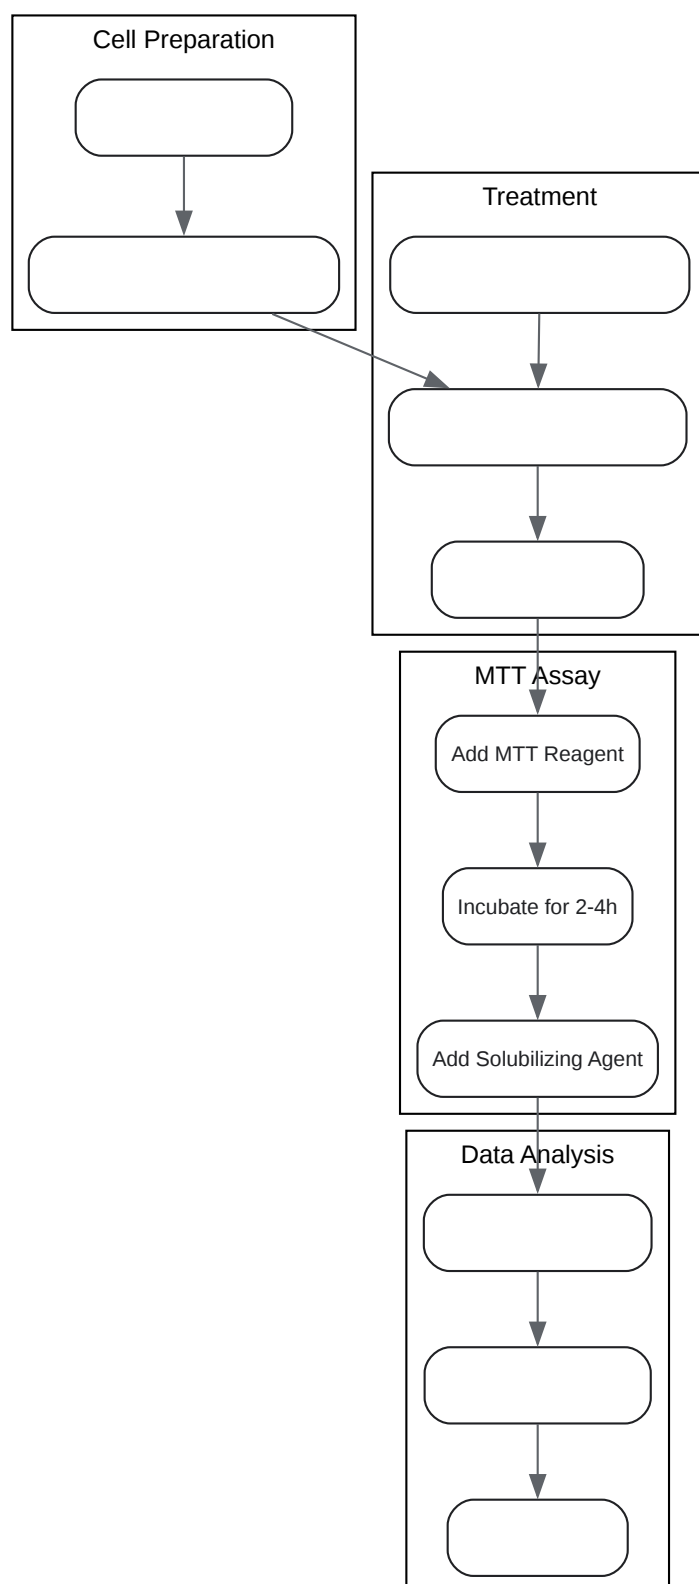 Cell Preparation
Treatment
MTT Assay
Add MTT Reagent
Incubate for 2-4h
Add Solubilizing Agent
Data Analysis